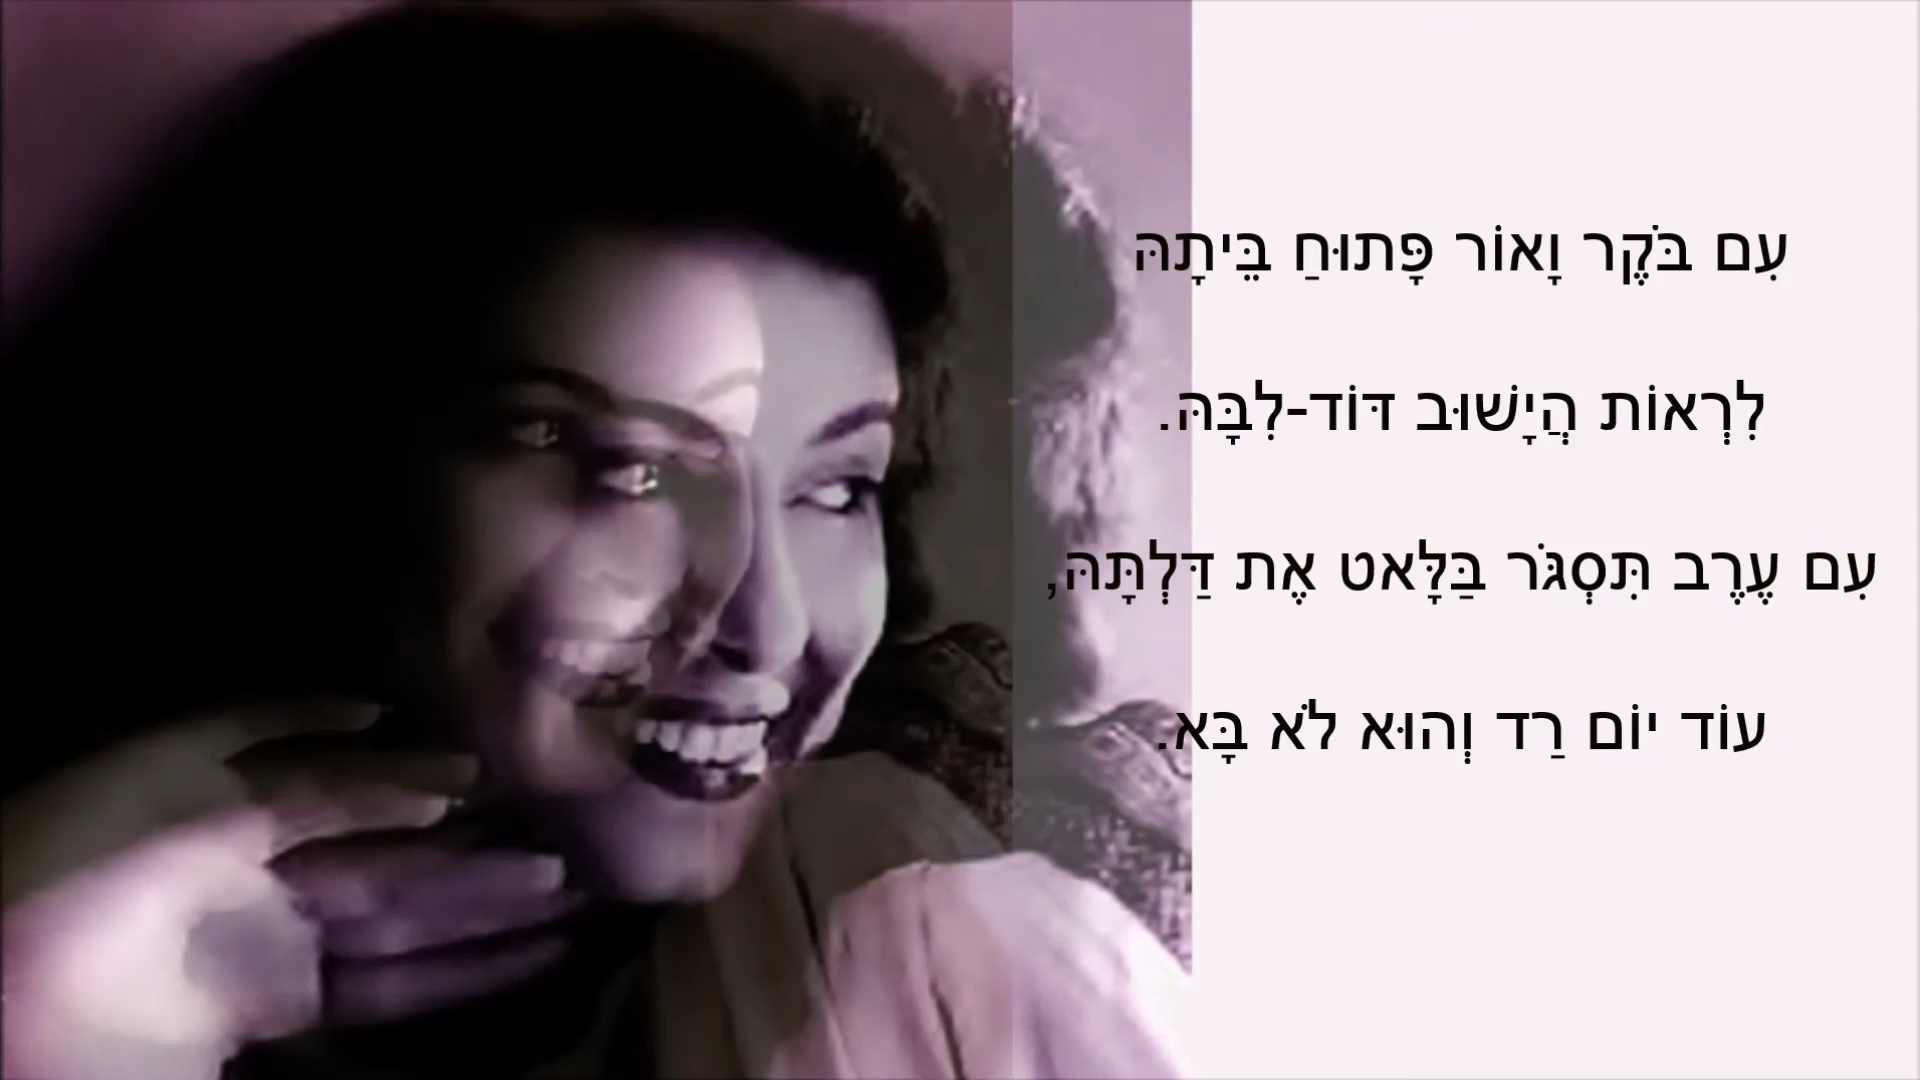 עִם בֹּקֶר וָאוֹר פָּתוּחַ בֵּיתָהּ
לִרְאוֹת הֲיָשׁוּב דּוֹד-לִבָּהּ.
עִם עֶרֶב תִּסְגֹּר בַּלָּאט אֶת דַּלְתָּהּ,
עוֹד יוֹם רַד וְהוּא לֹא בָּא.